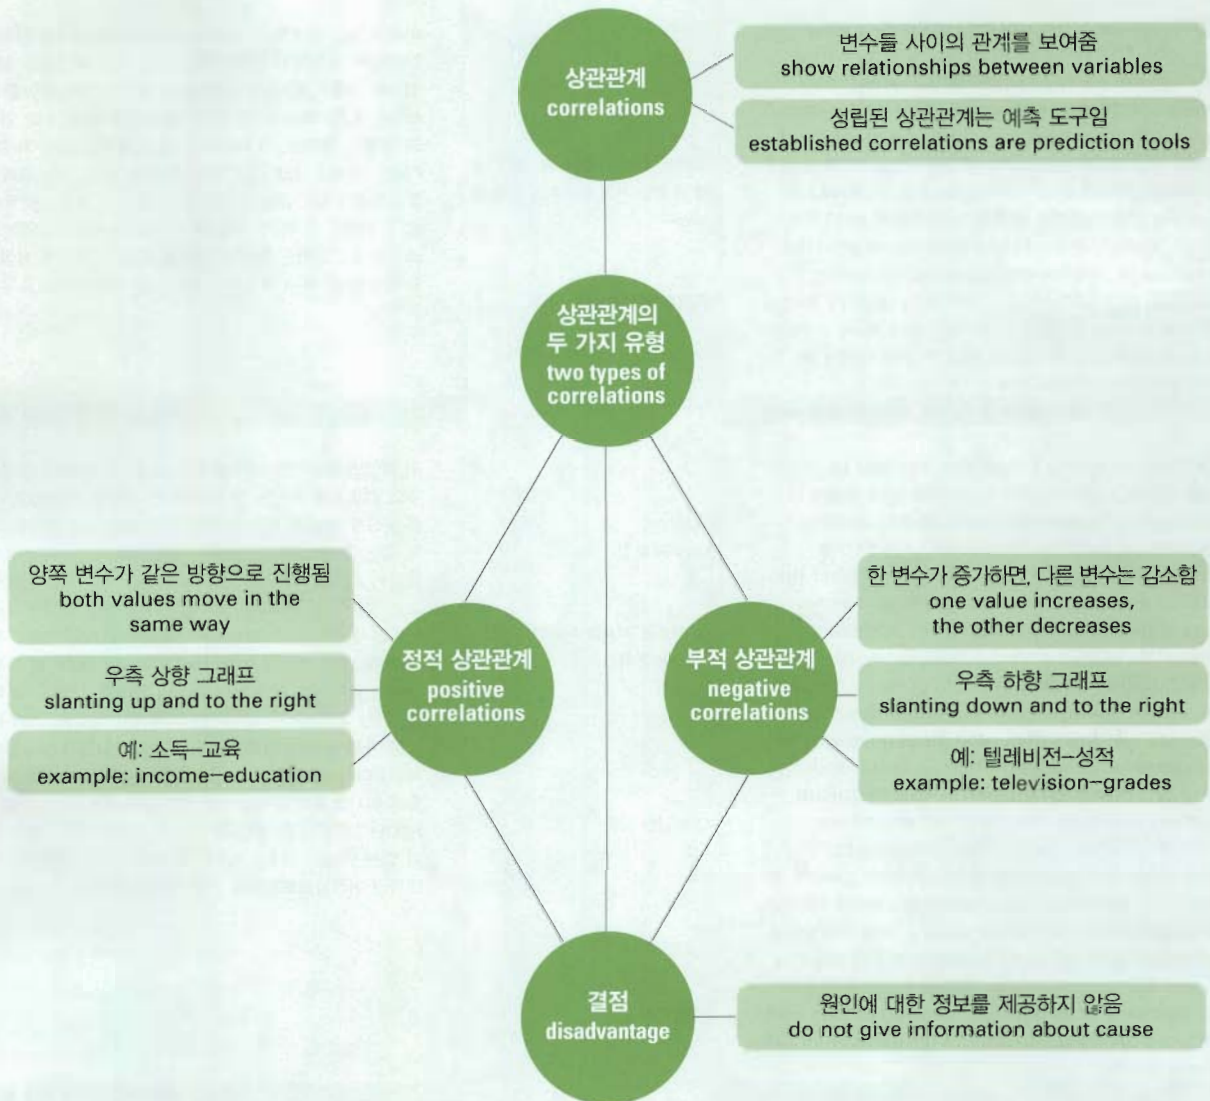 상관관계
correlations
변수들 사이의 관계를 보여줌
show relationships between variables
성립된 상관관계는 예측 도구임
established correlations are prediction tools
상관관계의
두 가지 유형
two types of
correlations
양쪽 변수가 같은 방향으로 진행됨
both values move in the
same way
우측 상향 그래프
slanting up and to the right
예: 소득–교육
example: income–education
정적 상관관계
positive
correlations
부적 상관관계
negative
correlations
한 변수가 증가하면, 다른 변수는 감소함
one value increases,
the other decreases
우측 하향 그래프
slanting down and to the right
예: 텔레비전–성적
example: television–grades
결점
disadvantage
원인에 대한 정보를 제공하지 않음
do not give information about cause